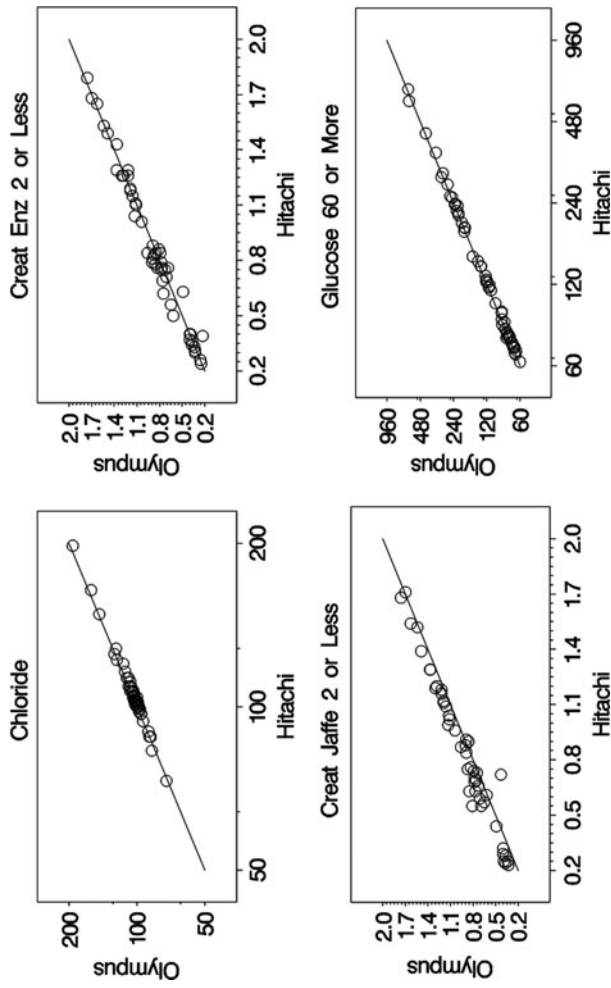 Chloride
Olympus
200
100
50
50 100 200
Hitachi
Creat Enz 2 or Less
Olympus
2.0
1.7
1.4
1.1
0.8
0.5
0.2
0.2 0.5 0.8 1.1 1.4 1.7 2.0
Hitachi
Creat Jaffe 2 or Less
Olympus
2.0
1.7
1.4
1.1
0.8
0.5
0.2
0.2 0.5 0.8 1.1 1.4 1.7 2.0
Hitachi
Glucose 60 or More
Olympus
960
480
240
120
60
60 120 240 480 960
Hitachi